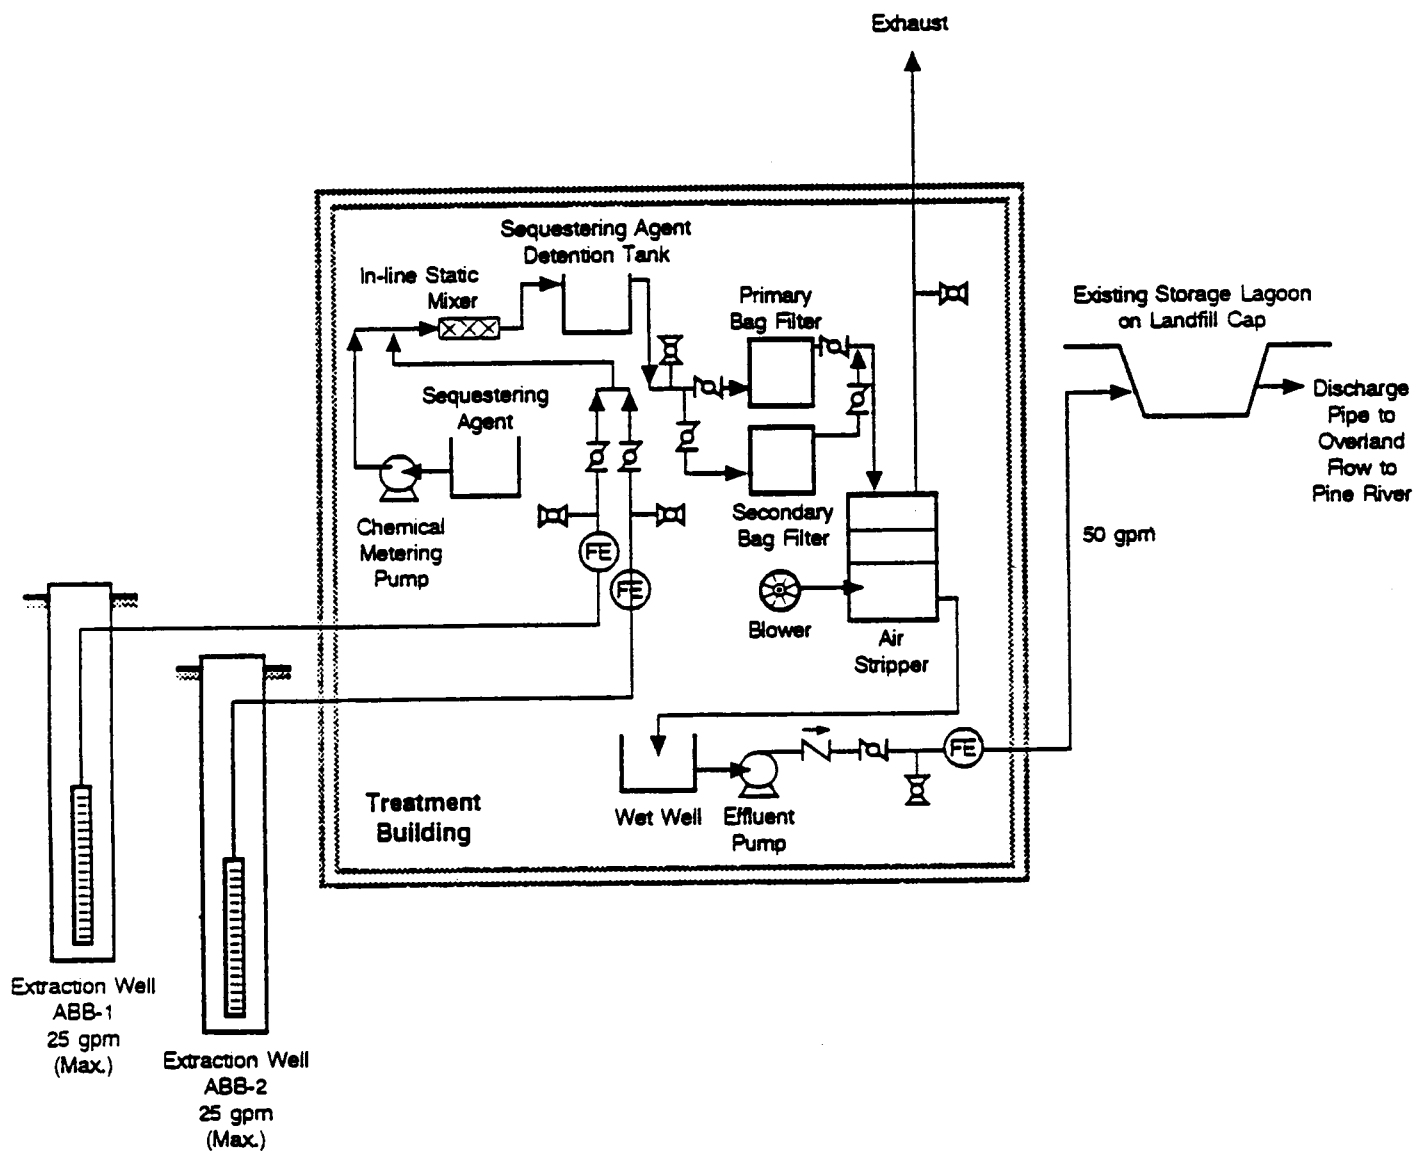 Exhaust
Sequestering Agent
Detention Tank
In-line Static
Mixer
Primary
Bag Filter
Existing Storage Lagoon
on Landfill Cap
Sequestering
Agent
Discharge
Pipe to
Overland
Flow to
Pine River
Chemical
Metering
Pump
Secondary
Bag Filter
50 gpm
FE
FE
Blower
Air
Stripper
FE
Treatment
Building
Wet Well
Effluent
Pump
Extraction Well
ABB-1
25 gpm
(Max.)
Extraction Well
ABB-2
25 gpm
(Max.)